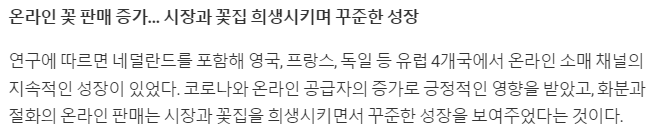 온라인 꽃 판매 증가... 시장과 꽃집 희생시키며 꾸준한 성장
연구에 따르면 네덜란드를 포함해 영국, 프랑스, 독일 등 유럽 4개국에서 온라인 소매 채널의
지속적인 성장이 있었다. 코로나와 온라인 공급자의 증가로 긍정적인 영향을 받았고, 화분과
절화의 온라인 판매는 시장과 꽃집을 희생시키면서 꾸준한 성장을 보여주었다는 것이다.